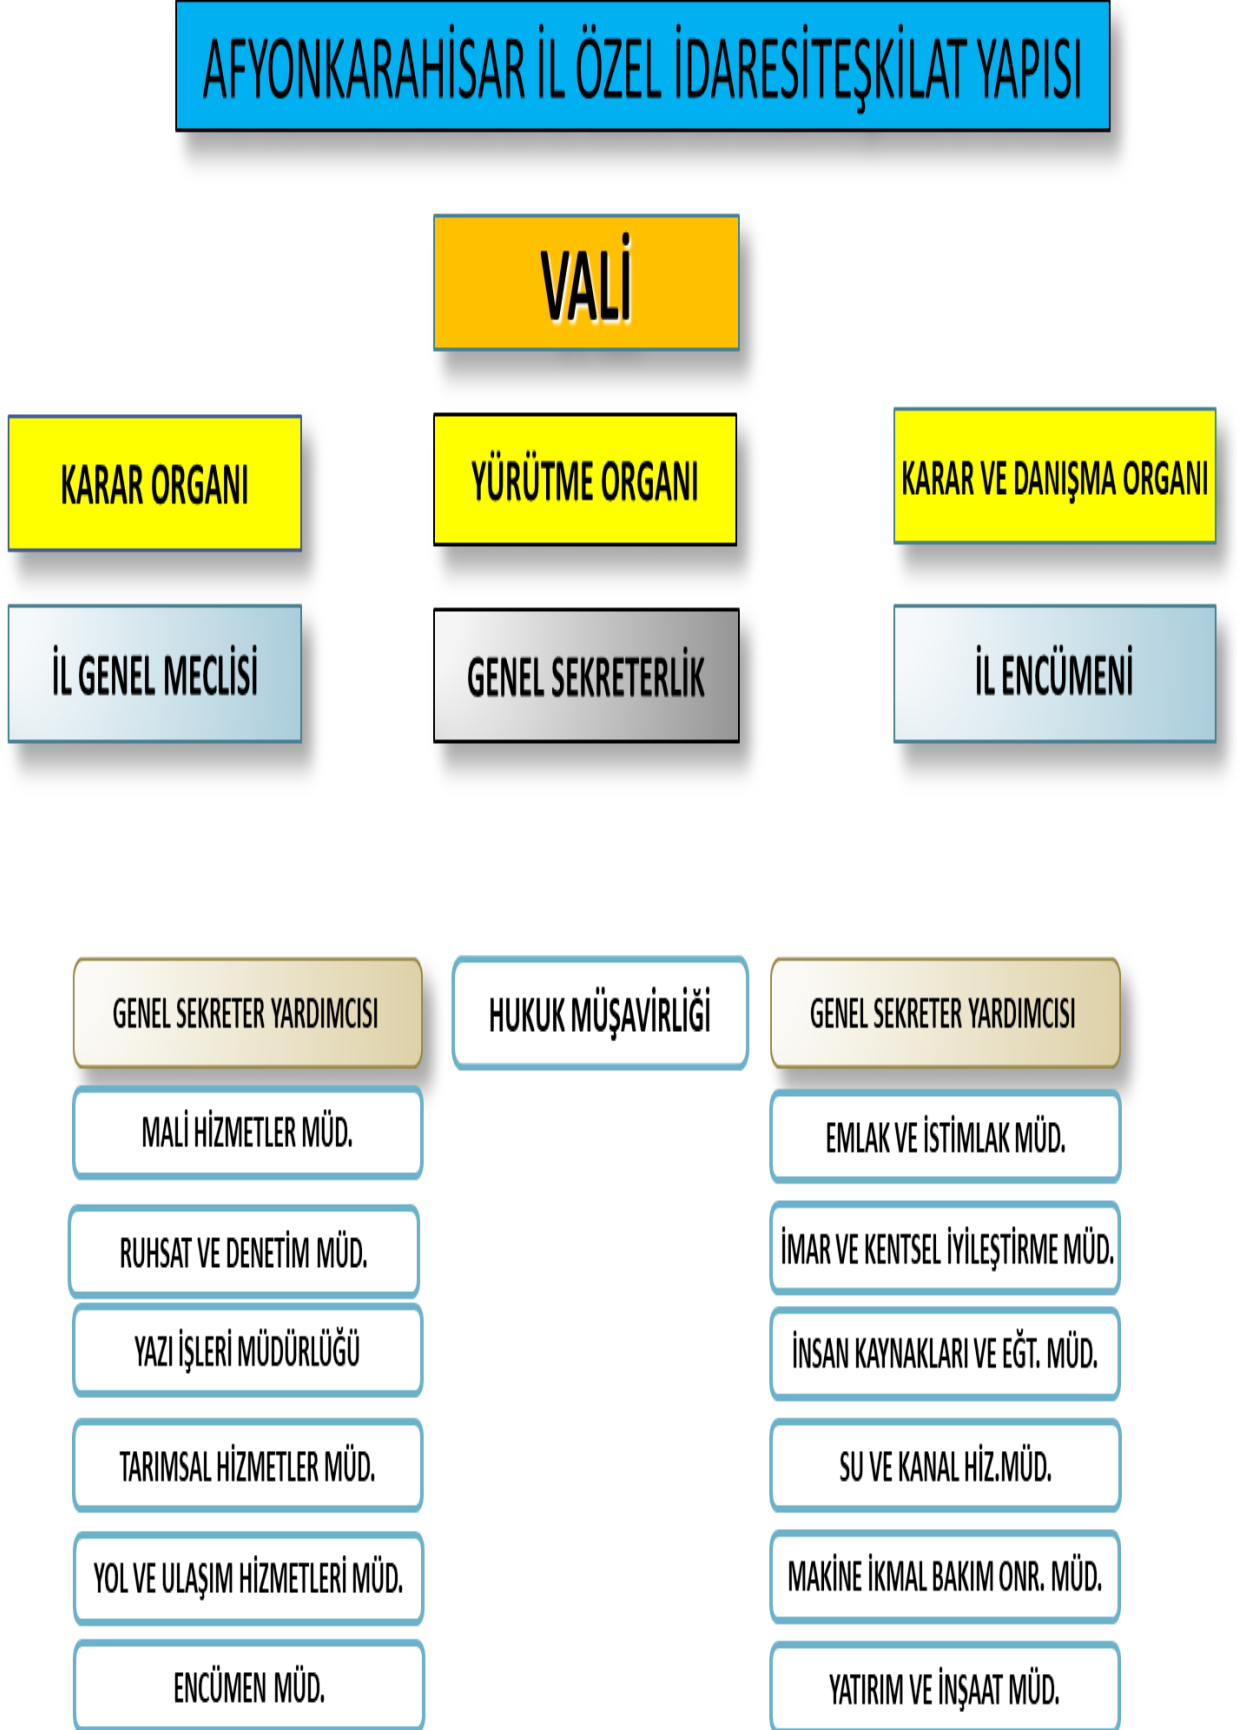 AFYONKARAHİSAR İL ÖZEL İDARESİTEŞKİLAT YAPISI
VALİ
KARAR ORGANI
YÜRÜTME ORGANI
KARAR VE DANIŞMA ORGANI
İL GENEL MECLİSİ
GENEL SEKRETERLİK
İL ENCÜMENİ
GENEL SEKRETER YARDIMCISI
HUKUK MÜŞAVİRLİĞİ
GENEL SEKRETER YARDIMCISI
MALİ HİZMETLER MÜD.
RUHSAT VE DENETİM MÜD.
YAZI İŞLERİ MÜDÜRLÜĞÜ
TARIMSAL HİZMETLER MÜD.
YOL VE ULAŞIM HİZMETLERİ MÜD.
ENCÜMEN MÜD.
EMLAK VE İSTİMLAK MÜD.
İMAR VE KENTSEL İYİLEŞTİRME MÜD.
İNSAN KAYNAKLARI VE EĞT. MÜD.
SU VE KANAL HİZ.MÜD.
MAKİNE İKMAL BAKIM ONR. MÜD.
YATIRIM VE İNŞAAT MÜD.